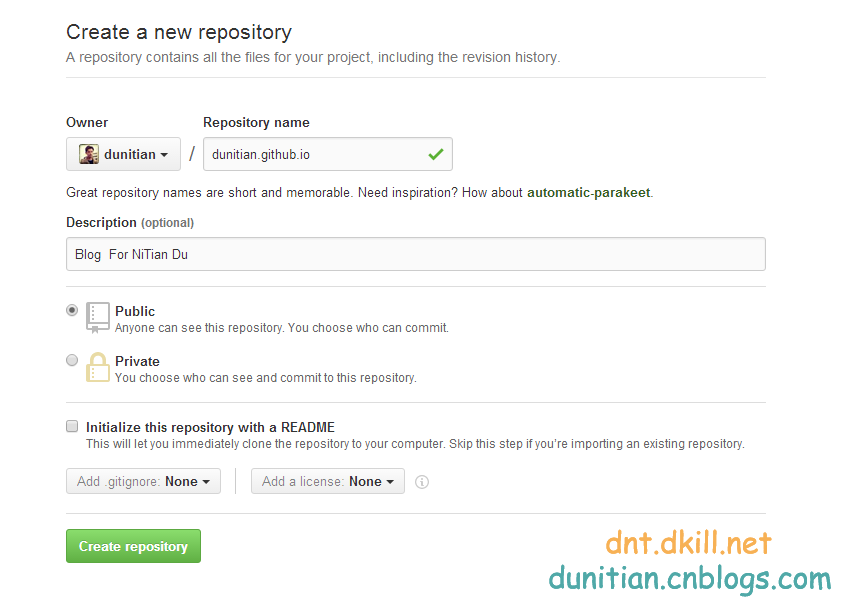 Create a new repository
A repository contains all the files for your project, including the revision history.
Owner
Repository name
dunitian / dunitian.github.io
Great repository names are short and memorable. Need inspiration? How about automatic-parakeet.
Description (optional)
Blog  For NiTian Du
Public
Anyone can see this repository. You choose who can commit.
Private
You choose who can see and commit to this repository.
Initialize this repository with a README
This will let you immediately clone the repository to your computer. Skip this step if you’re importing an existing repository.
Add .gitignore: None
Add a license: None
Create repository
dnt.dkill.net
dunitian.cnblogs.com